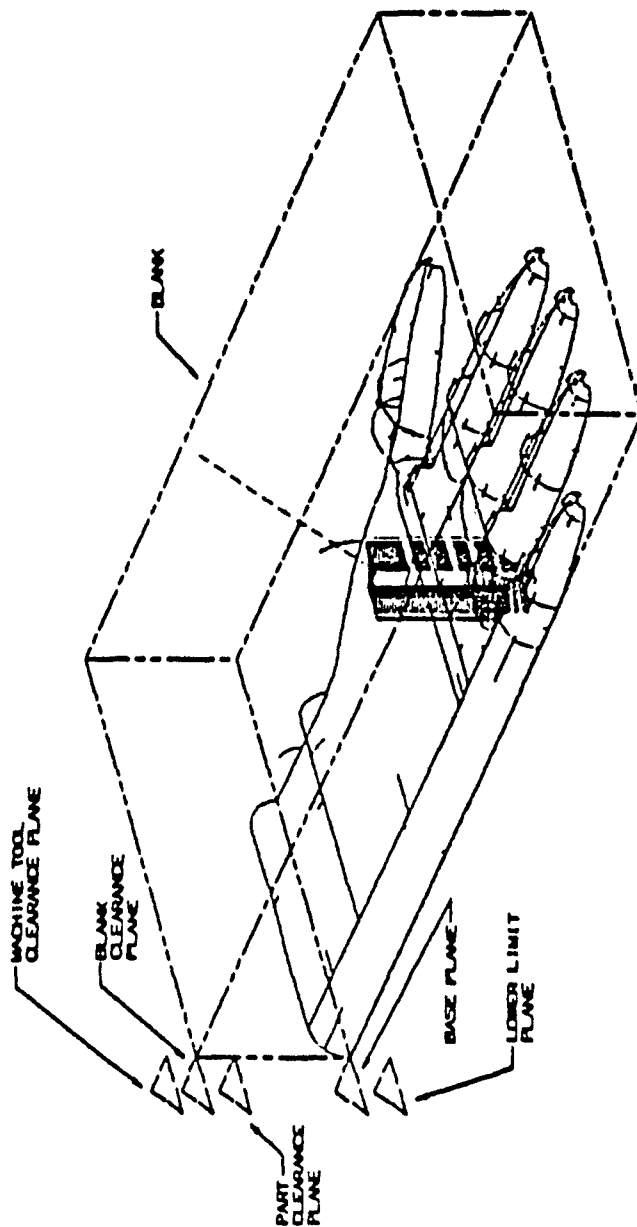 MACHINE TOOL
CLEARANCE PLANE
BLANK
CLEARANCE
PLANE
PART
CLEARANCE
PLANE
BLANK
BASE PLANE
LOWER LIMIT
PLANE